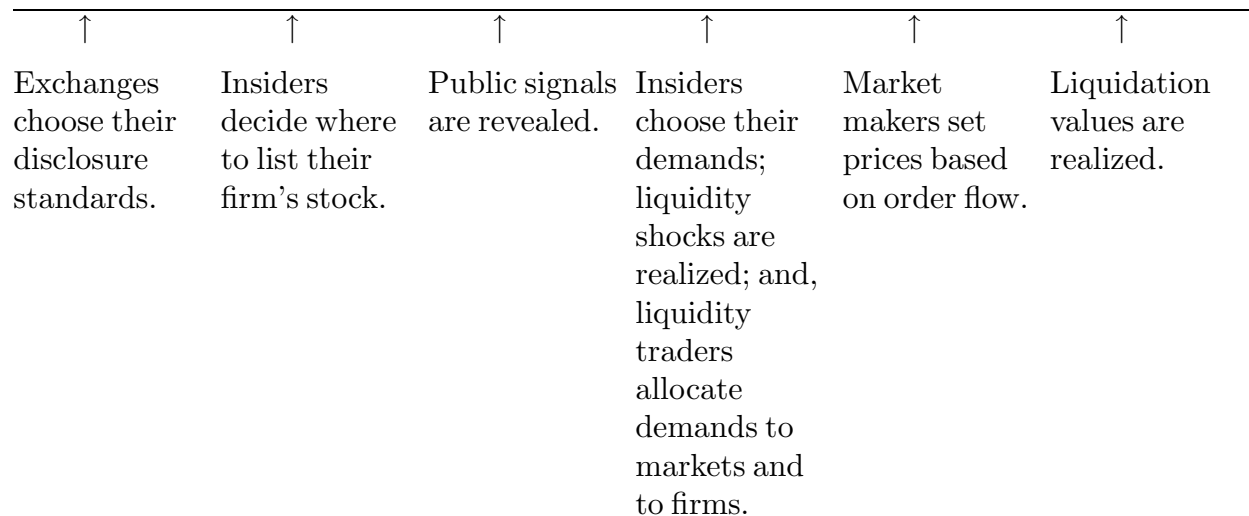 ↑ ↑ ↑ ↑ ↑ ↑
Exchanges
choose their
disclosure
standards.
Insiders
decide where
to list their
firm's stock.
Public signals
are revealed.
Insiders
choose their
demands;
liquidity
shocks are
realized; and,
liquidity
traders
allocate
demands to
markets and
to firms.
Market
makers set
prices based
on order flow.
Liquidation
values are
realized.